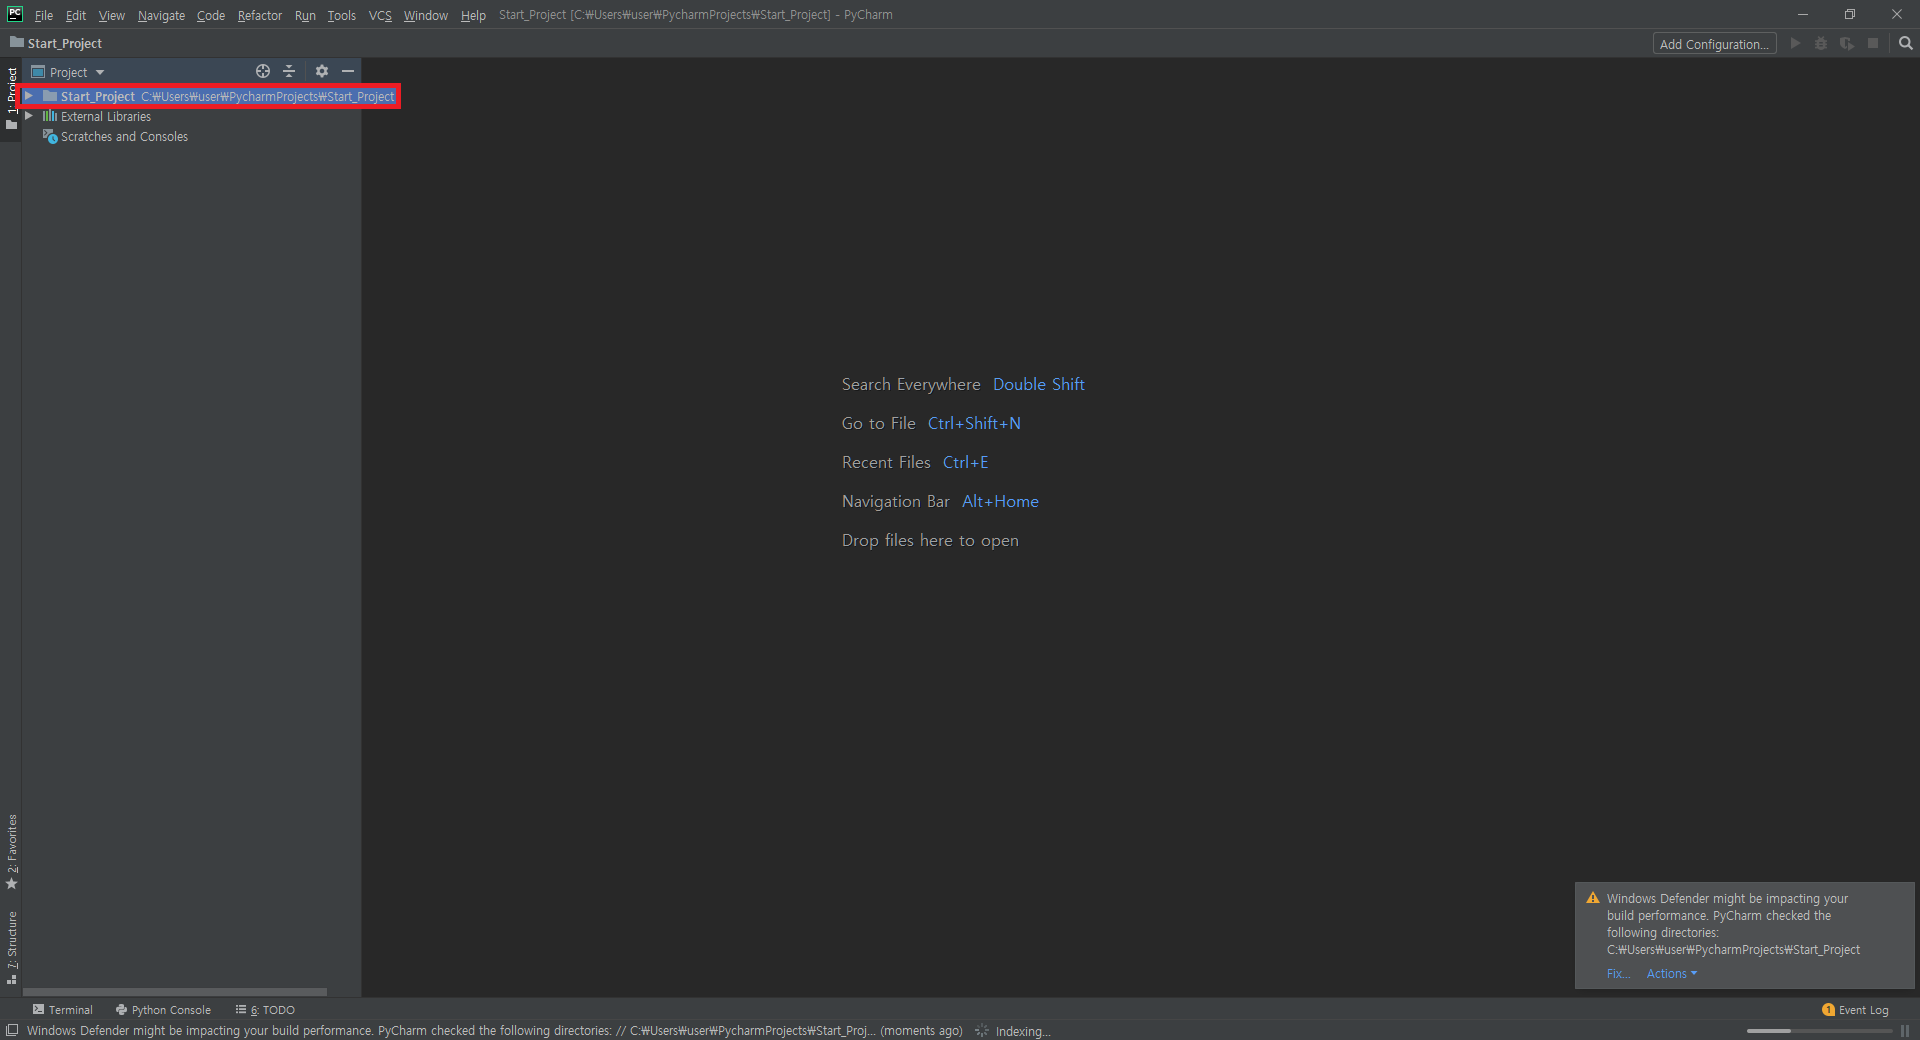 PC File Edit View Navigate Code Refactor Run Tools VCS Window Help Start_Project [C:₩Users₩user₩PycharmProjects₩Start_Project] - PyCharm
Start_Project Add Configuration...
Project
1: Project
Start_Project C:₩Users₩user₩PycharmProjects₩Start_Project
External Libraries
Scratches and Consoles
Search Everywhere Double Shift
Go to File Ctrl+Shift+N
Recent Files Ctrl+E
Navigation Bar Alt+Home
Drop files here to open
2: Favorites
7: Structure
Windows Defender might be impacting your
build performance. PyCharm checked the
following directories:
C:₩Users₩user₩PycharmProjects₩Start_Project
Fix... Actions
Terminal Python Console 6: TODO 1 Event Log
Windows Defender might be impacting your build performance. PyCharm checked the following directories: // C:₩Users₩user₩PycharmProjects₩Start_Proj... (moments ago) Indexing...